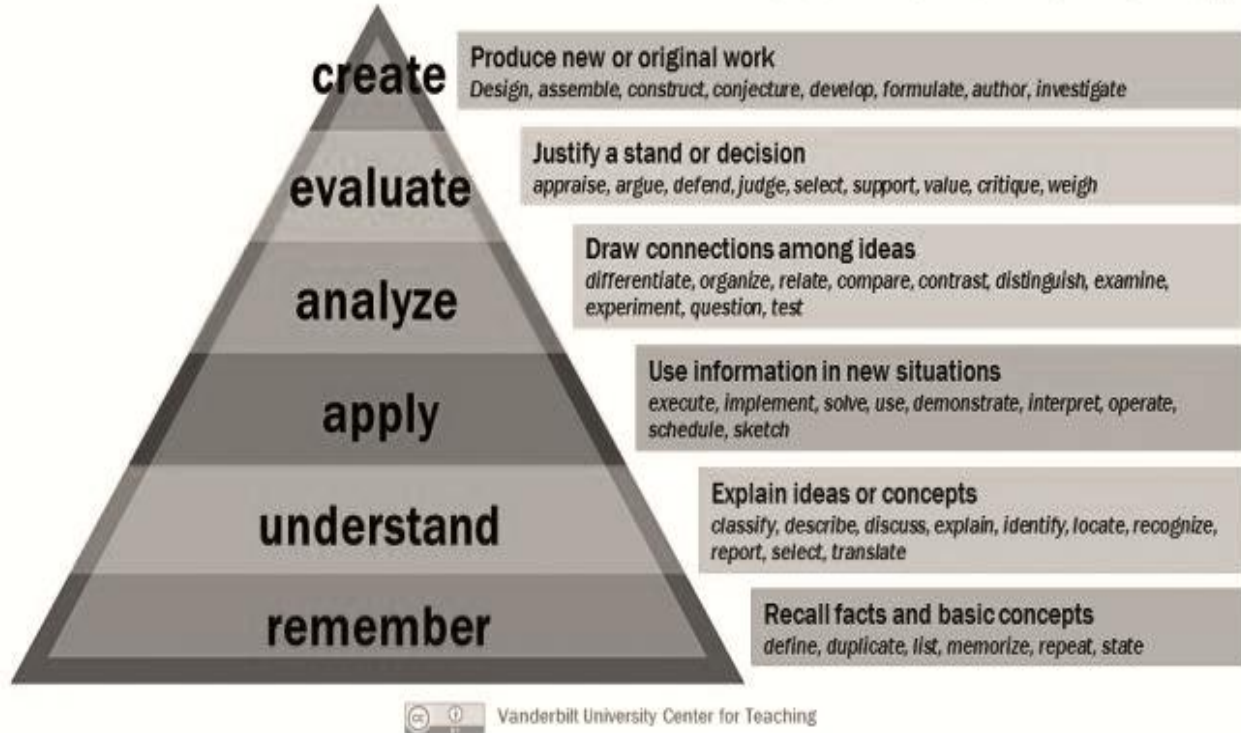 create
Produce new or original work
Design, assemble, construct, conjecture, develop, formulate, author, investigate
evaluate
Justify a stand or decision
appraise, argue, defend, judge, select, support, value, critique, weigh
analyze
Draw connections among ideas
differentiate, organize, relate, compare, contrast, distinguish, examine,
experiment, question, test
apply
Use information in new situations
execute, implement, solve, use, demonstrate, interpret, operate,
schedule, sketch
understand
Explain ideas or concepts
classify, describe, discuss, explain, identify, locate, recognize,
report, select, translate
remember
Recall facts and basic concepts
define, duplicate, list, memorize, repeat, state
cc
Vanderbilt University Center for Teaching